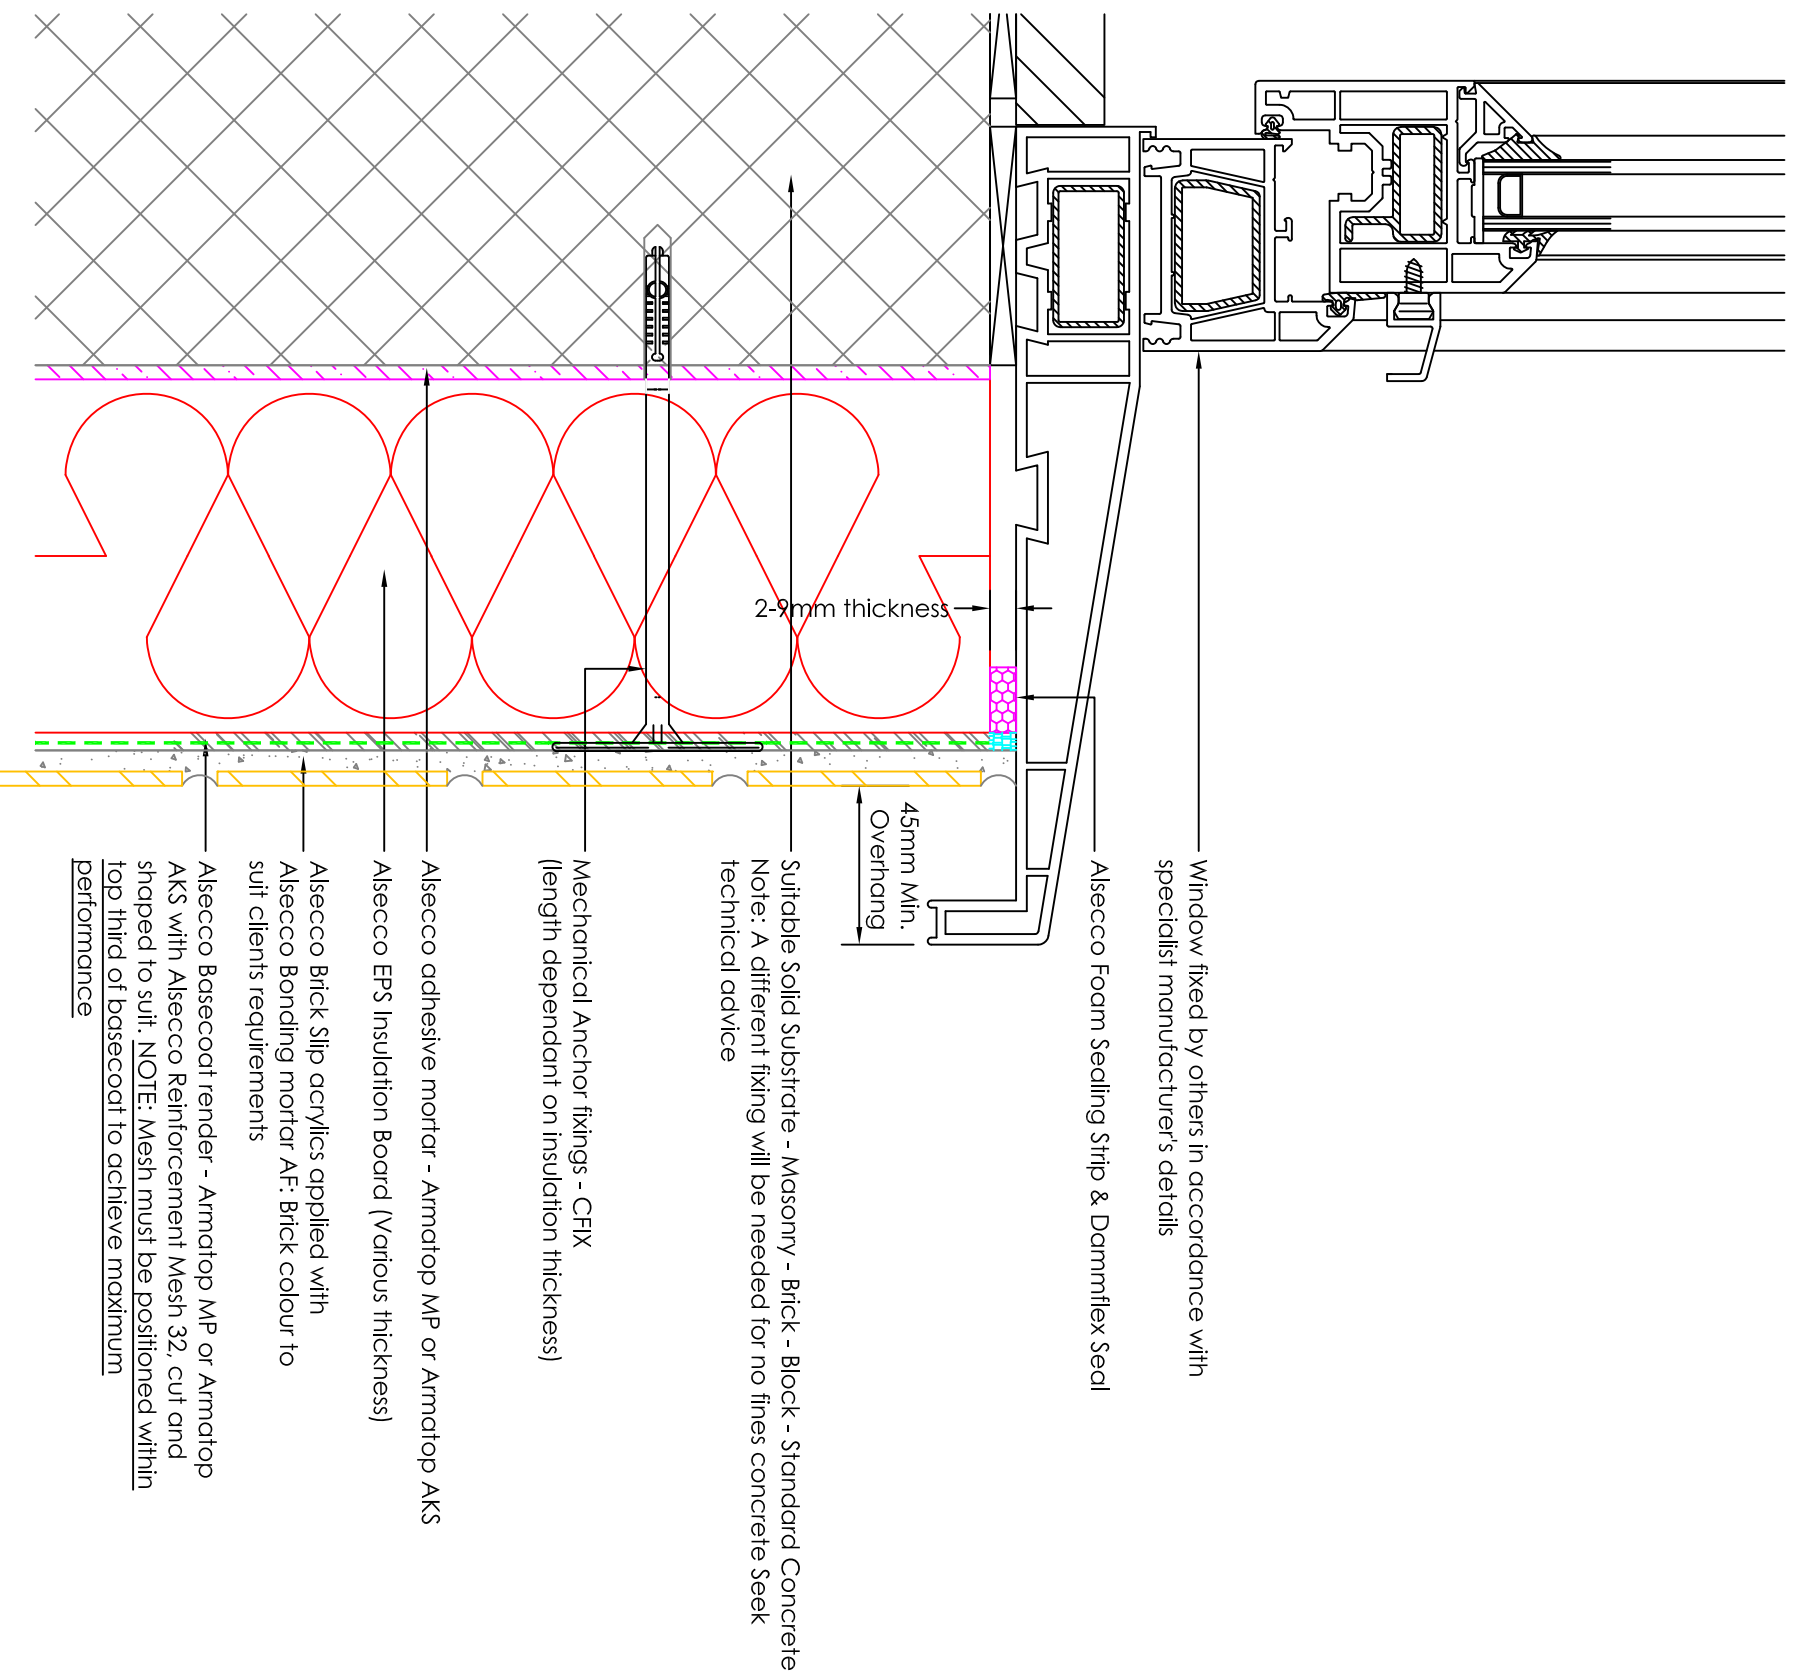 Window fixed by others in accordance with
specialist manufacturer's details
Alsecco Foam Sealing Strip & Dammflex Seal
2-9mm thickness
45mm Min.
Overhang
Suitable Solid Substrate - Masonry - Brick - Block - Standard Concrete
Note: A different fixing will be needed for no fines concrete Seek
technical advice
Mechanical Anchor fixings - CFIX
(length dependant on insulation thickness)
Alsecco adhesive mortar - Armatop MP or Armatop AKS
Alsecco EPS Insulation Board (Various thickness)
Alsecco Brick Slip acrylics applied with
Alsecco Bonding mortar AF: Brick colour to
suit clients requirements
Alsecco Basecoat render - Armatop MP or Armatop
AKS with Alsecco Reinforcement Mesh 32, cut and
shaped to suit. NOTE: Mesh must be positioned within
top third of basecoat to achieve maximum
performance